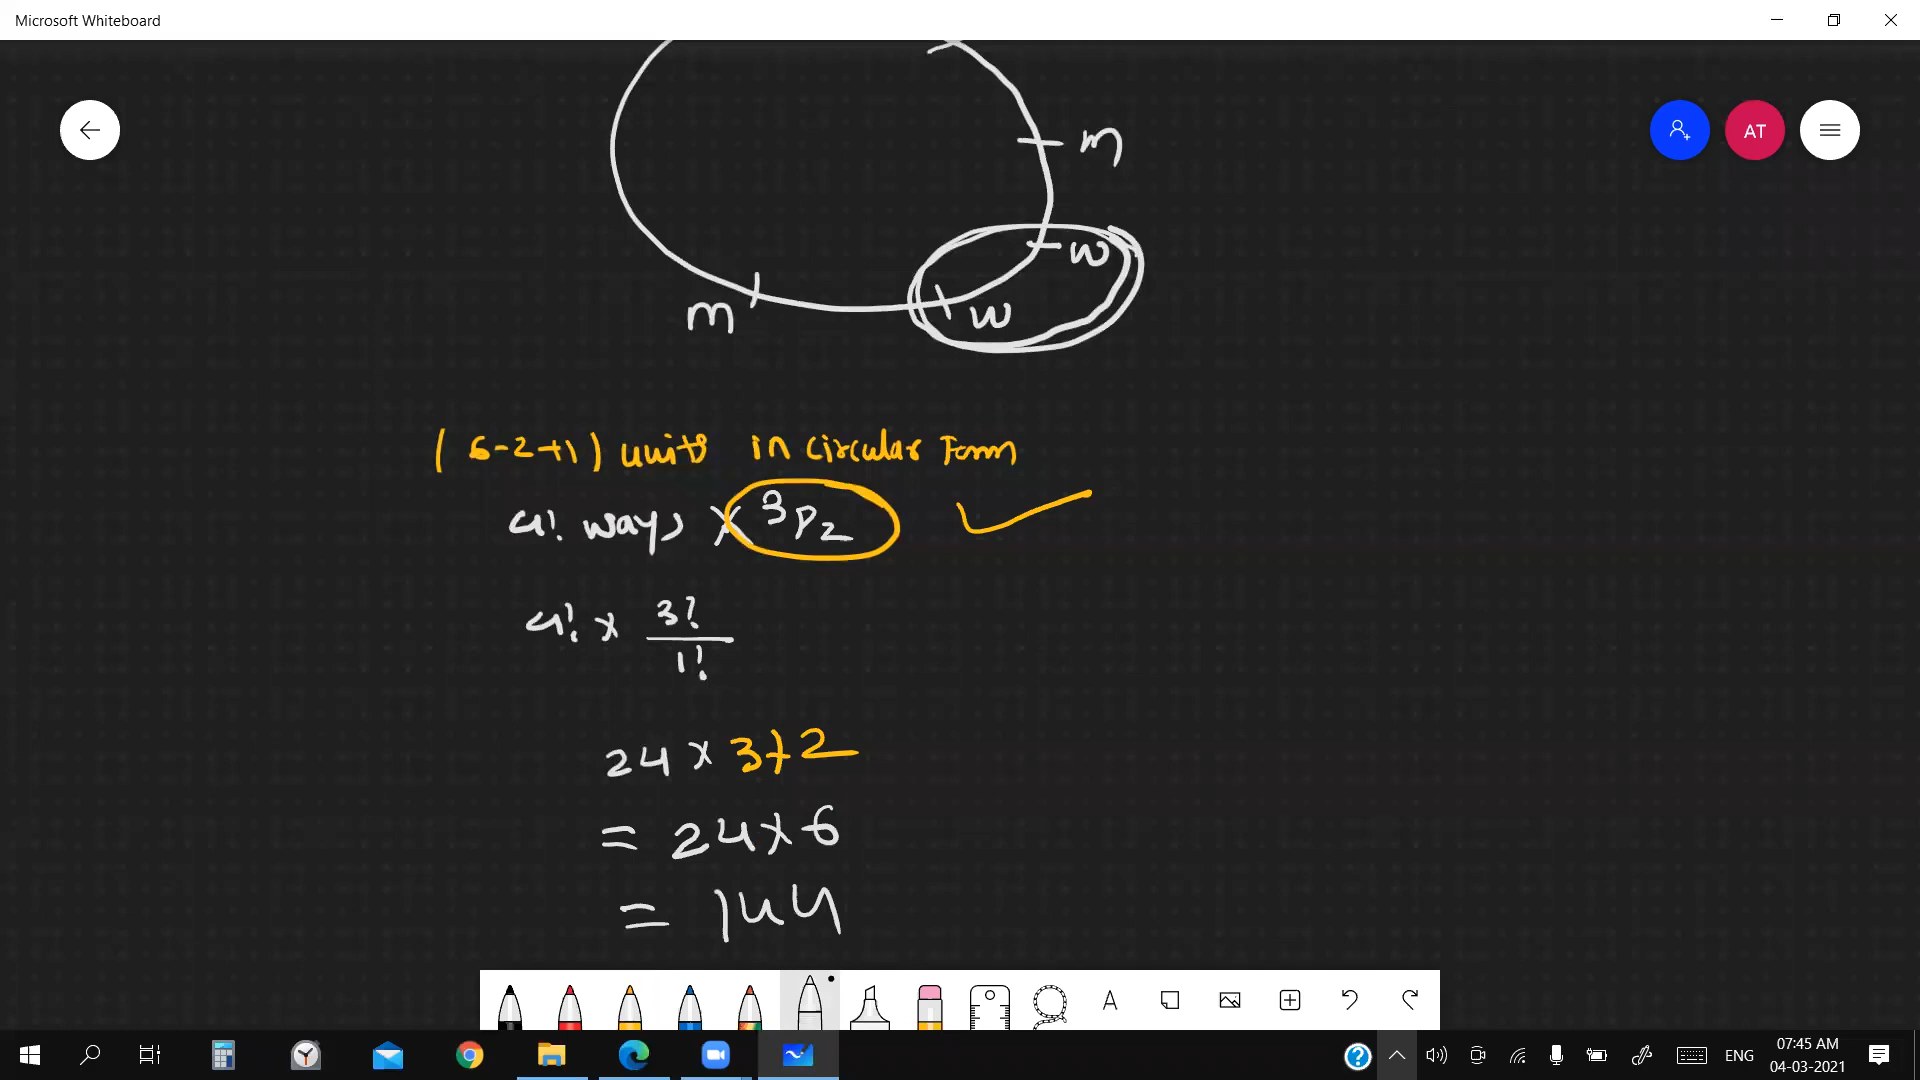 Microsoft Whiteboard
m
AT
w
w
m
(6-2+1) units in circular Form
4! ways × ³P₂
4! × 3!/1!
24 × 3×2
= 24×6
= 144
A
ENG
07:45 AM
04-03-2021